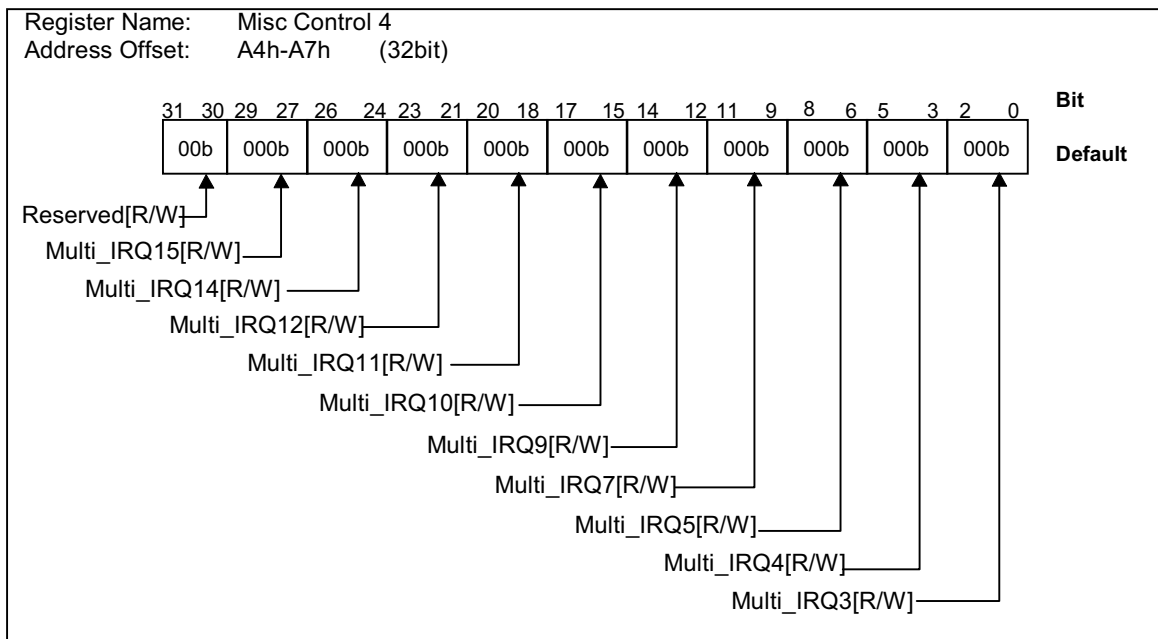 Register Name: Misc Control 4
Address Offset: A4h-A7h (32bit)
31 30 29 27 26 24 23 21 20 18 17 15 14 12 11 9 8 6 5 3 2 0 Bit
00b 000b 000b 000b 000b 000b 000b 000b 000b 000b 000b Default
Reserved[R/W]
Multi_IRQ15[R/W]
Multi_IRQ14[R/W]
Multi_IRQ12[R/W]
Multi_IRQ11[R/W]
Multi_IRQ10[R/W]
Multi_IRQ9[R/W]
Multi_IRQ7[R/W]
Multi_IRQ5[R/W]
Multi_IRQ4[R/W]
Multi_IRQ3[R/W]